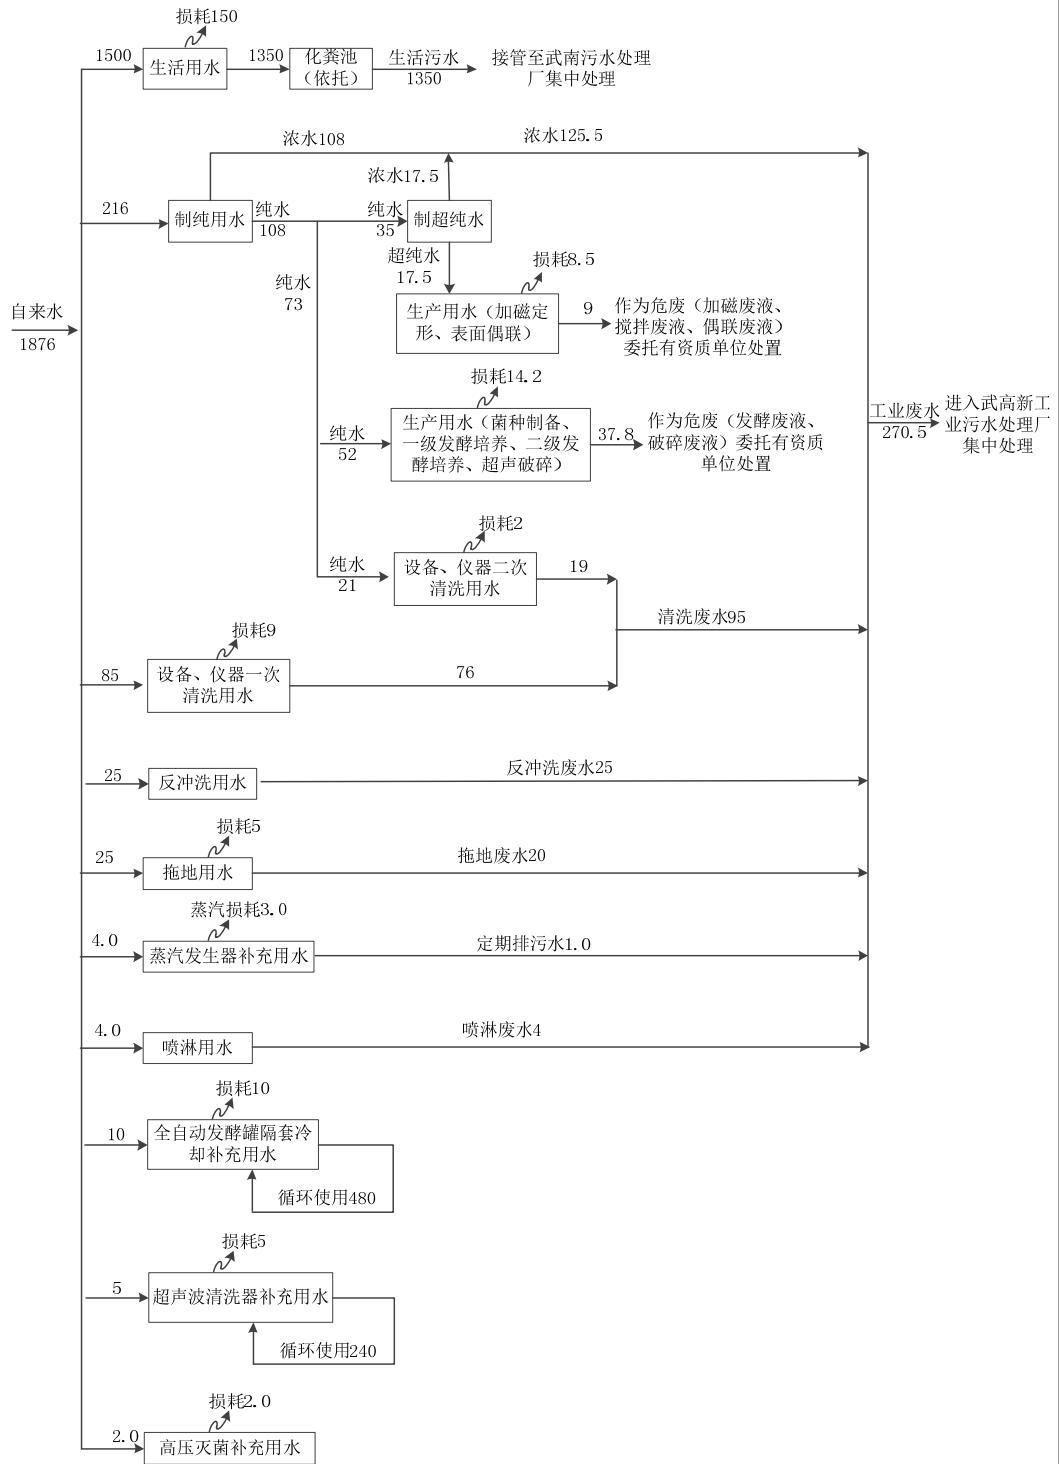 损耗150
1500
生活用水
1350
化粪池
（依托）
生活污水
1350
接管至武南污水处理
厂集中处理
浓水108
浓水125.5
浓水17.5
216
制纯用水
纯水
108
纯水
35
制超纯水
超纯水
17.5
纯水
73
损耗8.5
生产用水（加磁定
形、表面偶联）
9
作为危废（加磁废液、
搅拌废液、偶联废液）
委托有资质单位处置
自来水
1876
损耗14.2
纯水
52
生产用水（菌种制备、
一级发酵培养、二级发
酵培养、超声破碎）
37.8
作为危废（发酵废液、
破碎废液）委托有资质
单位处置
工业废水
270.5
进入武高新工
业污水处理厂
集中处理
损耗2
纯水
21
设备、仪器二次
清洗用水
19
清洗废水95
损耗9
85
设备、仪器一次
清洗用水
76
25
反冲洗用水
反冲洗废水25
损耗5
25
拖地用水
拖地废水20
蒸汽损耗3.0
4.0
蒸汽发生器补充用水
定期排污水1.0
4.0
喷淋用水
喷淋废水4
损耗10
10
全自动发酵罐隔套冷
却补充用水
循环使用480
损耗5
5
超声波清洗器补充用水
循环使用240
损耗2.0
2.0
高压灭菌补充用水